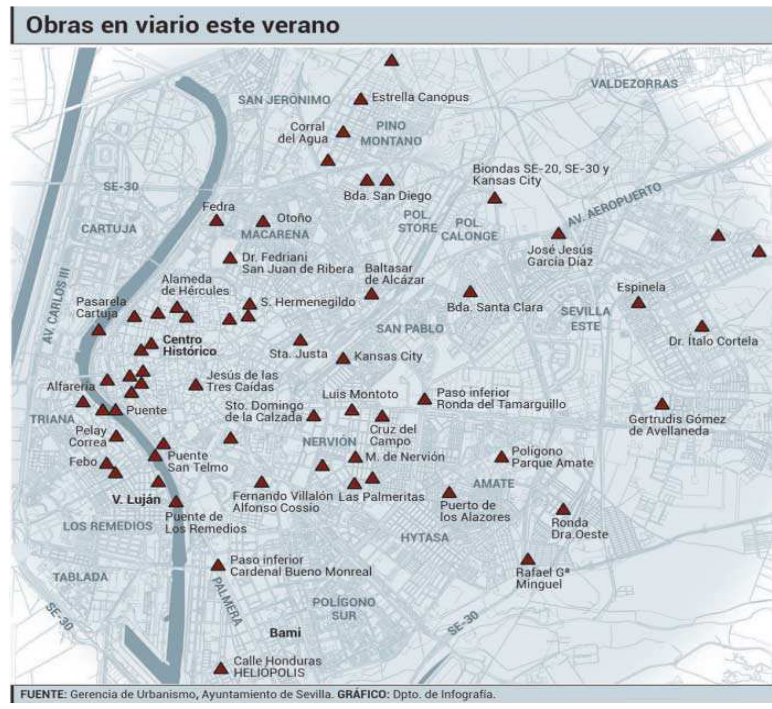 Obras en viario este verano
VALDEZORRAS
SAN JERÓNIMO
Estrella Canopus
Corral
del Agua
PINO
MONTANO
Biondas SE-20, SE-30 y
Kansas City
SE-30
Bda. San Diego
AV. AEROPUERTO
Fedra
Otoño
POL.
STORE
POL.
CALONGE
CARTUJA
MACARENA
José Jesús
García Díaz
Dr. Fedriani
San Juan de Ribera
AV. CARLOS III
Alameda
de Hércules
Baltasar
de Alcázar
Espinela
Pasarela
Cartuja
S. Hermenegildo
Bda. Santa Clara
SEVILLA
ESTE
SAN PABLO
Dr. Ítalo Cortela
Centro
Histórico
Sta. Justa
Kansas City
Alfarería
Jesús de las
Tres Caídas
Luis Montoto
Paso inferior
Ronda del Tamarguillo
TRIANA
Puente
Sto. Domingo
de la Calzada
Cruz del
Campo
Gertrudis Gómez
de Avellaneda
Pelay
Correa
NERVIÓN
Puente
San Telmo
M. de Nervión
Polígono
Parque Amate
Febo
AMATE
V. Luján
Fernando Villalón
Alfonso Cossio
Las Palmeritas
Puerto de
los Alazores
LOS REMEDIOS
Puente de
Los Remedios
Ronda
Dra.Oeste
HYTASA
Paso inferior
Cardenal Bueno Monreal
Rafael Gª
Minguel
TABLADA
PALMERA
POLÍGONO
SUR
SE-30
SE-30
Bami
Calle Honduras
HELIÓPOLIS
FUENTE: Gerencia de Urbanismo, Ayuntamiento de Sevilla. GRÁFICO: Dpto. de Infografía.